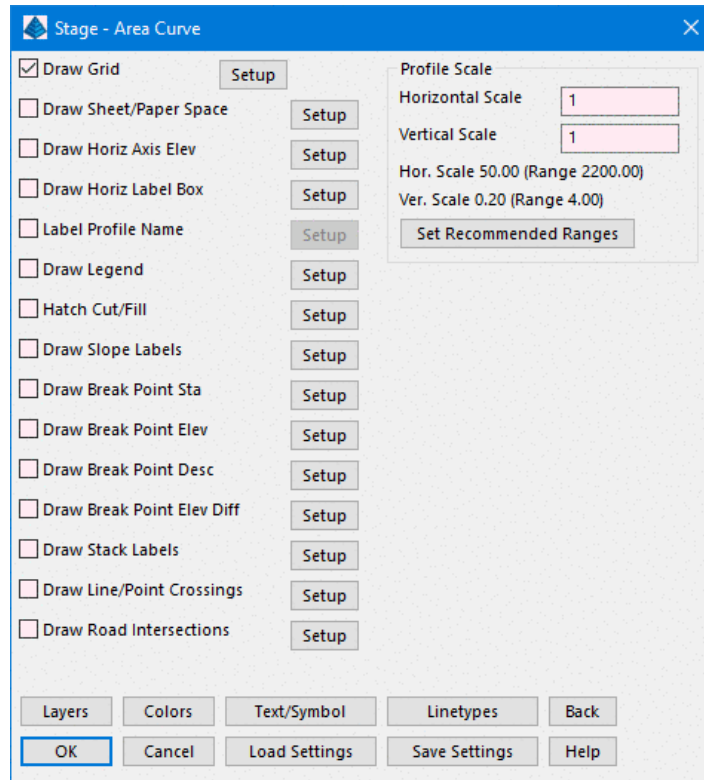 Stage - Area Curve
Draw Grid Setup
Draw Sheet/Paper Space Setup
Draw Horiz Axis Elev Setup
Draw Horiz Label Box Setup
Label Profile Name Setup
Draw Legend Setup
Hatch Cut/Fill Setup
Draw Slope Labels Setup
Draw Break Point Sta Setup
Draw Break Point Elev Setup
Draw Break Point Desc Setup
Draw Break Point Elev Diff Setup
Draw Stack Labels Setup
Draw Line/Point Crossings Setup
Draw Road Intersections Setup
Profile Scale
Horizontal Scale 1
Vertical Scale 1
Hor. Scale 50.00 (Range 2200.00)
Ver. Scale 0.20 (Range 4.00)
Set Recommended Ranges
Layers Colors Text/Symbol Linetypes Back
OK Cancel Load Settings Save Settings Help